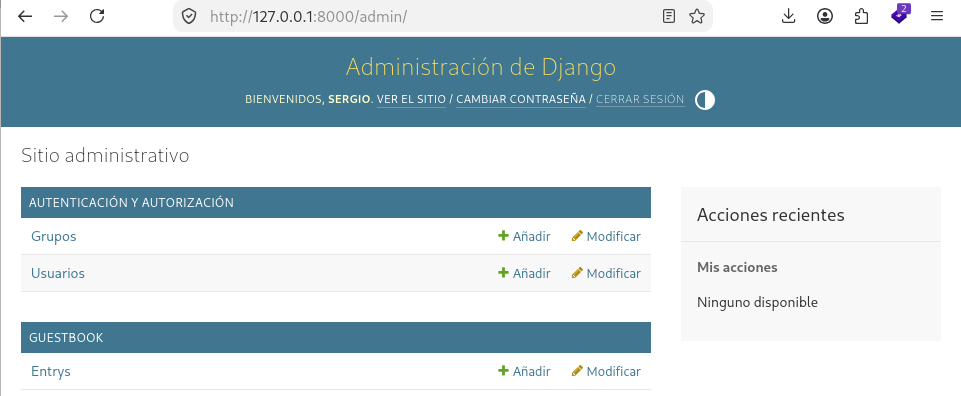 http://127.0.0.1:8000/admin/
2
Administración de Django
BIENVENIDOS, SERGIO. VER EL SITIO / CAMBIAR CONTRASEÑA / CERRAR SESIÓN
Sitio administrativo
AUTENTICACIÓN Y AUTORIZACIÓN
Grupos Añadir Modificar
Usuarios Añadir Modificar
GUESTBOOK
Entrys Añadir Modificar
Acciones recientes
Mis acciones
Ninguno disponible